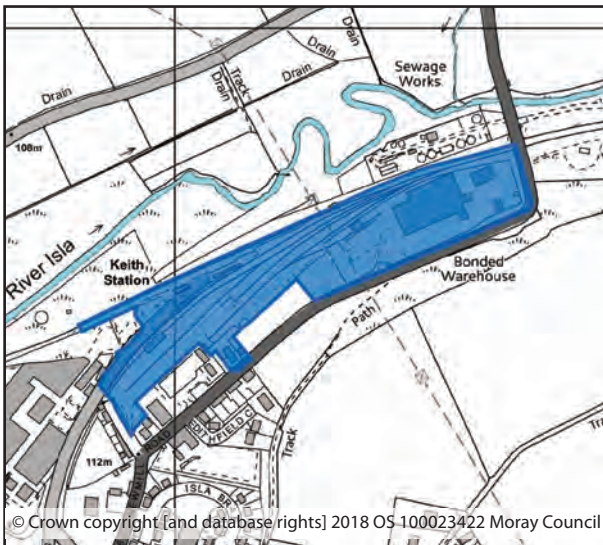 Drain
Drain
Track
Drain
Drain
Sewage
Works
108m
River Isla
Keith
Station
Bonded
Warehouse
Path
Track
112m
ROAD
ISLA
© Crown copyright [and database rights] 2018 OS 100023422 Moray Council